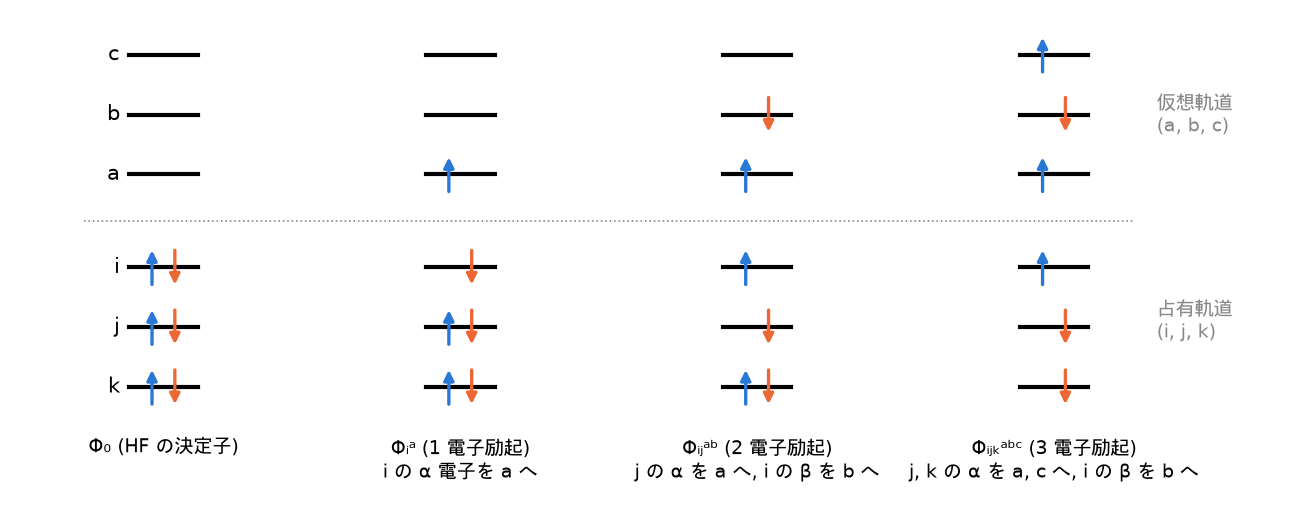 c
b
a
仮想軌道
(a, b, c)
i
j
k
占有軌道
(i, j, k)
Φ₀ (HF の決定子)
Φᵢᵃ (1 電子励起)
i の α 電子を a へ
Φᵢⱼᵃᵇ (2 電子励起)
j の α を a へ, i の β を b へ
Φᵢⱼₖᵃᵇᶜ (3 電子励起)
j, k の α を a, c へ, i の β を b へ